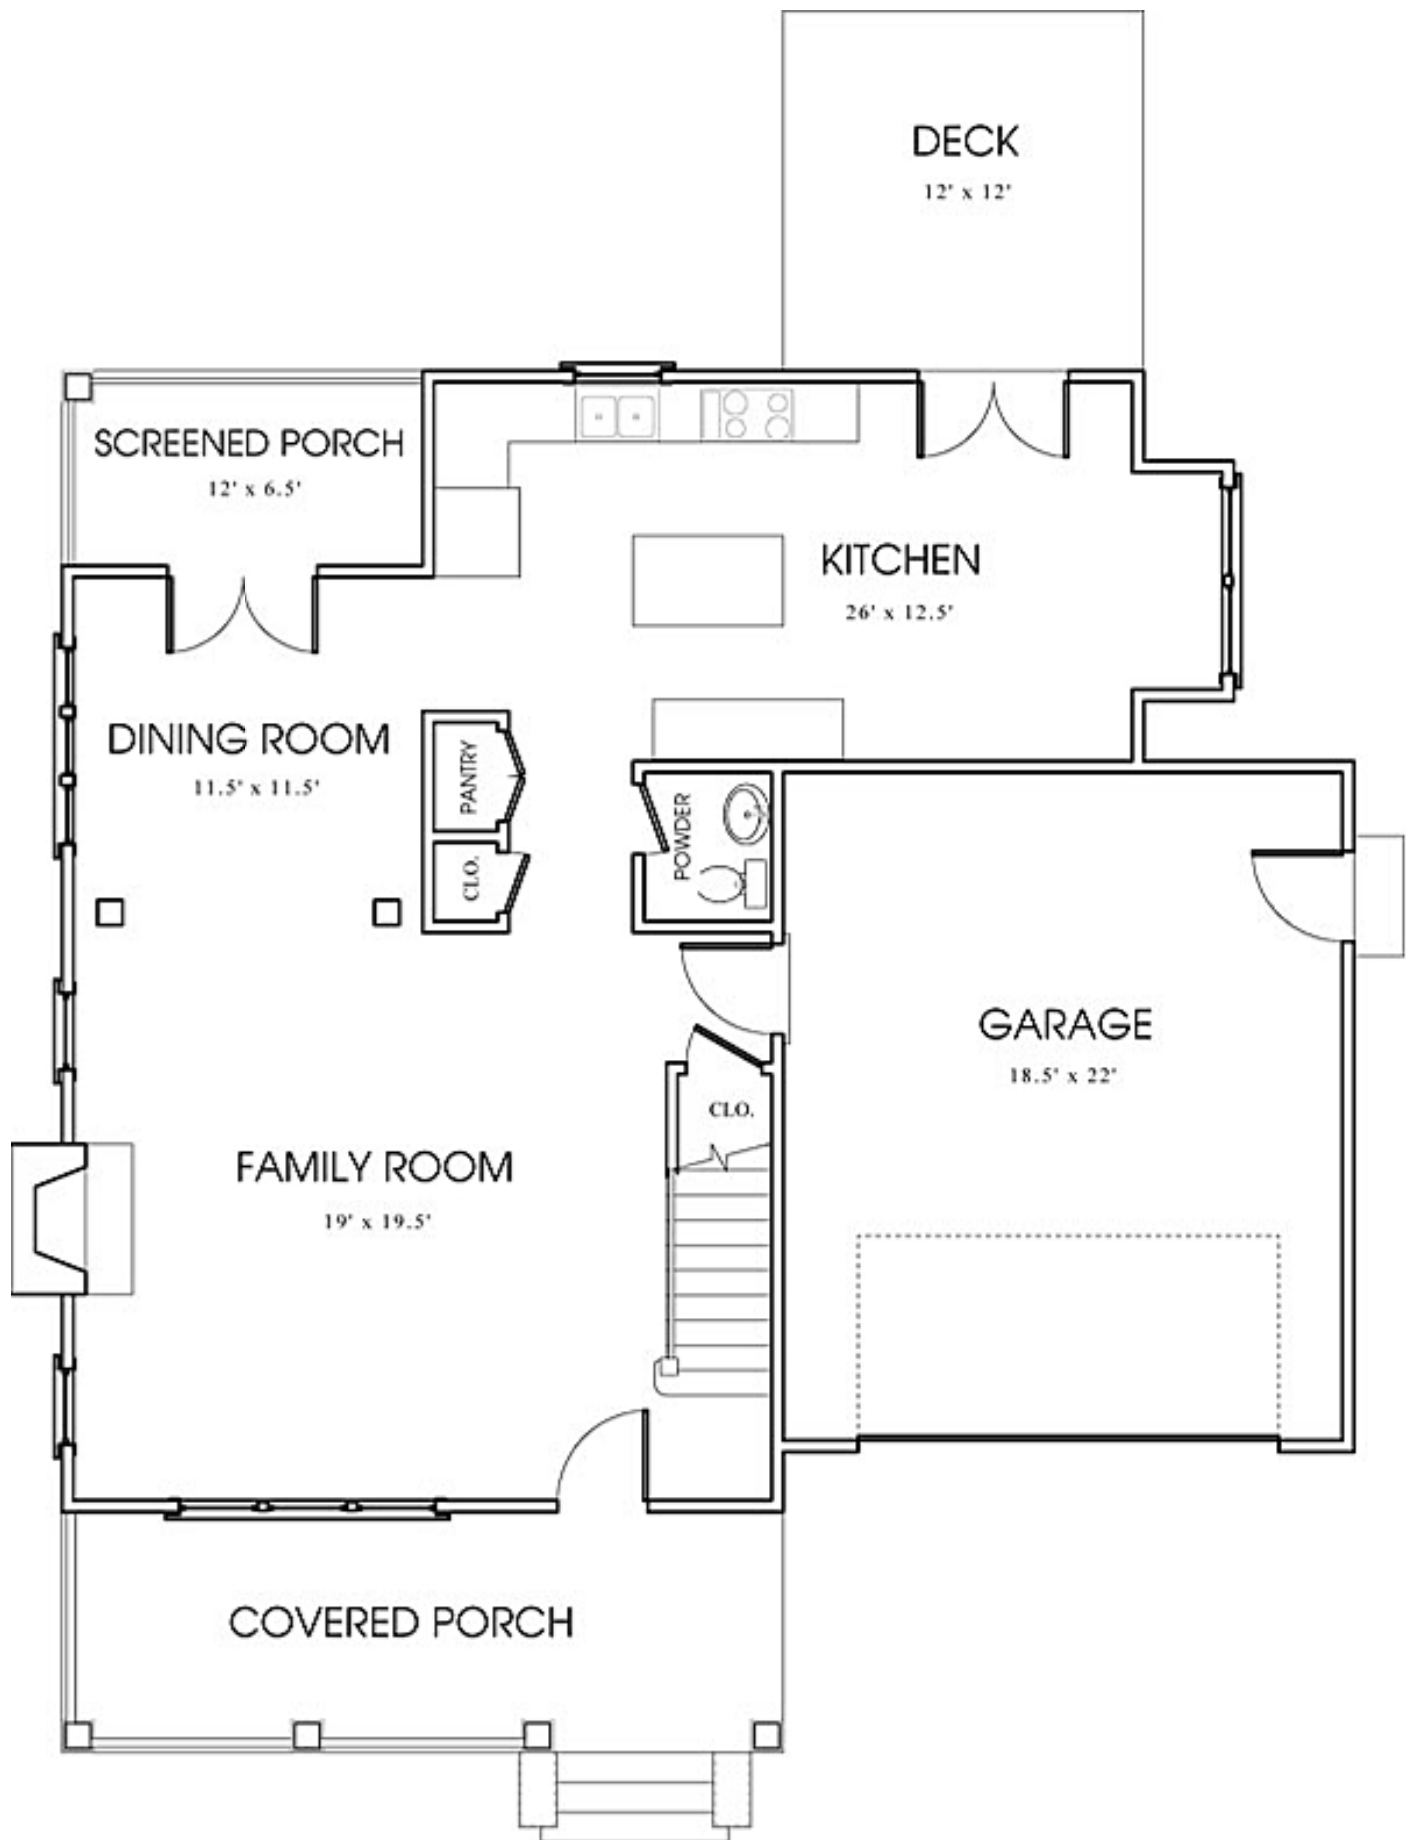 DECK
12' x 12'
SCREENED PORCH
12' x 6.5'
KITCHEN
26' x 12.5'
DINING ROOM
11.5' x 11.5'
PANTRY
POWDER
CLO.
GARAGE
18.5' x 22'
CLO.
FAMILY ROOM
19' x 19.5'
COVERED PORCH